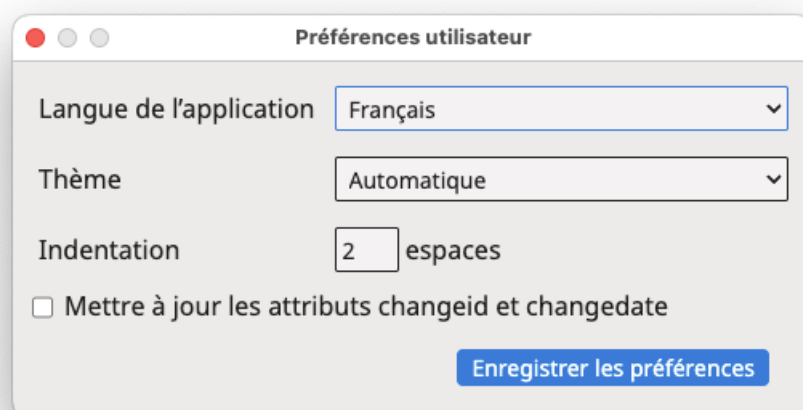 Préférences utilisateur
Langue de l’application Français
Thème Automatique
Indentation 2 espaces
Mettre à jour les attributs changeid et changedate
Enregistrer les préférences